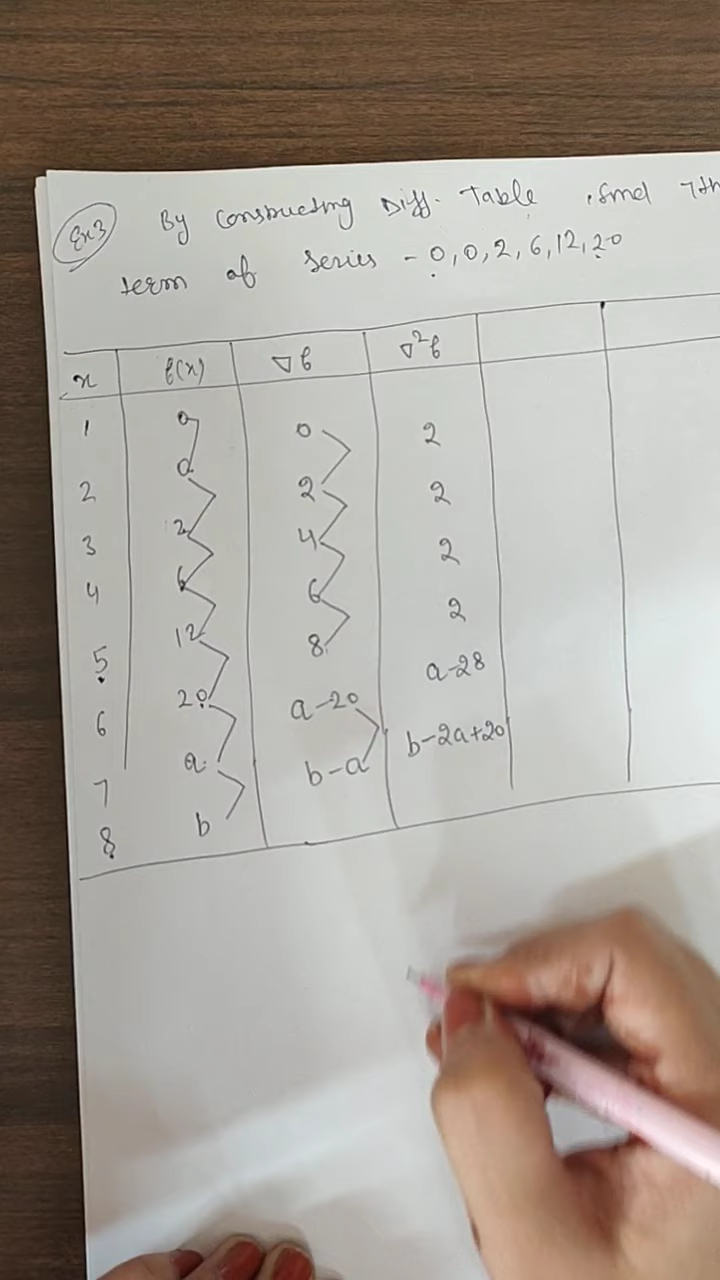 Ex3 By Constructing Diff. Table . find 7th
term of series - 0, 0, 2, 6, 12, 20
x f(x) ∇f ∇²f
1 0 0 2
2 0 2 2
3 2 4 2
4 6 6 2
5 12 8 a-28
6 20 a-20 b-2a+20
7 a b-a
8 b